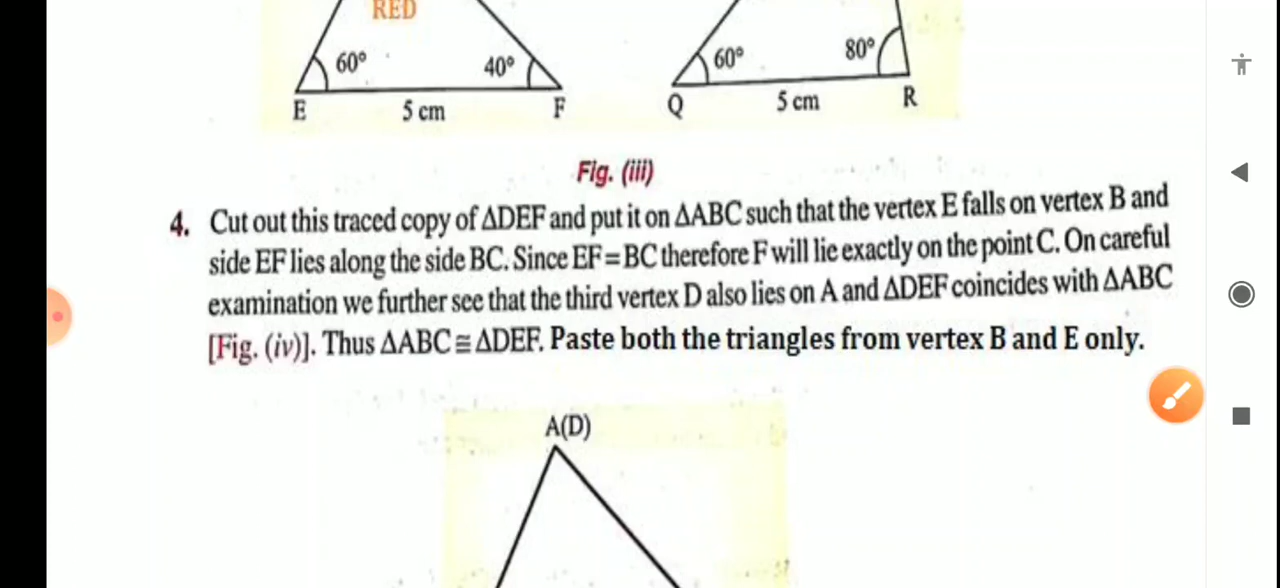 RED
60° 40° 60° 80°
E 5 cm F Q 5 cm R
Fig. (iii)
4. Cut out this traced copy of ΔDEF and put it on ΔABC such that the vertex E falls on vertex B and
side EF lies along the side BC. Since EF = BC therefore F will lie exactly on the point C. On careful
examination we further see that the third vertex D also lies on A and ΔDEF coincides with ΔABC
[Fig. (iv)]. Thus ΔABC ≅ ΔDEF. Paste both the triangles from vertex B and E only.
A(D)